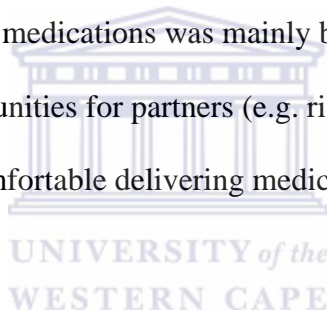 medications was mainly b
unities for partners (e.g. ri
nfortable delivering medic
UNIVERSITY of the
WESTERN CAPE